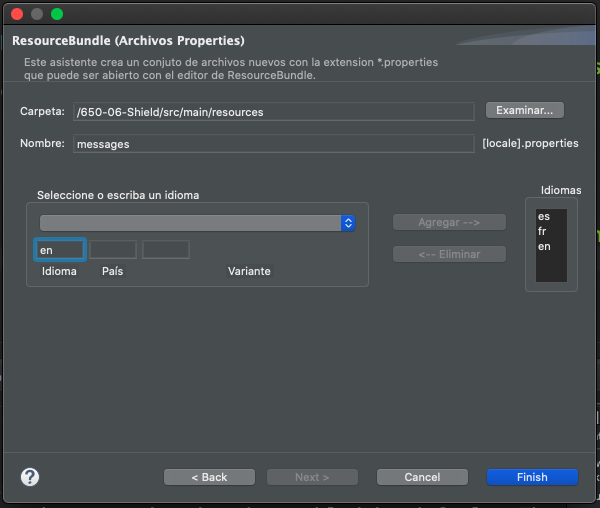 ResourceBundle (Archivos Properties)
Este asistente crea un conjuto de archivos nuevos con la extension *.properties
que puede ser abierto con el editor de ResourceBundle.
Carpeta: /650-06-Shield/src/main/resources Examinar...
Nombre: messages [locale].properties
Seleccione o escriba un idioma
Idiomas
Agregar -->
es
fr
en
en
<-- Eliminar
Idioma País Variante
? < Back Next > Cancel Finish